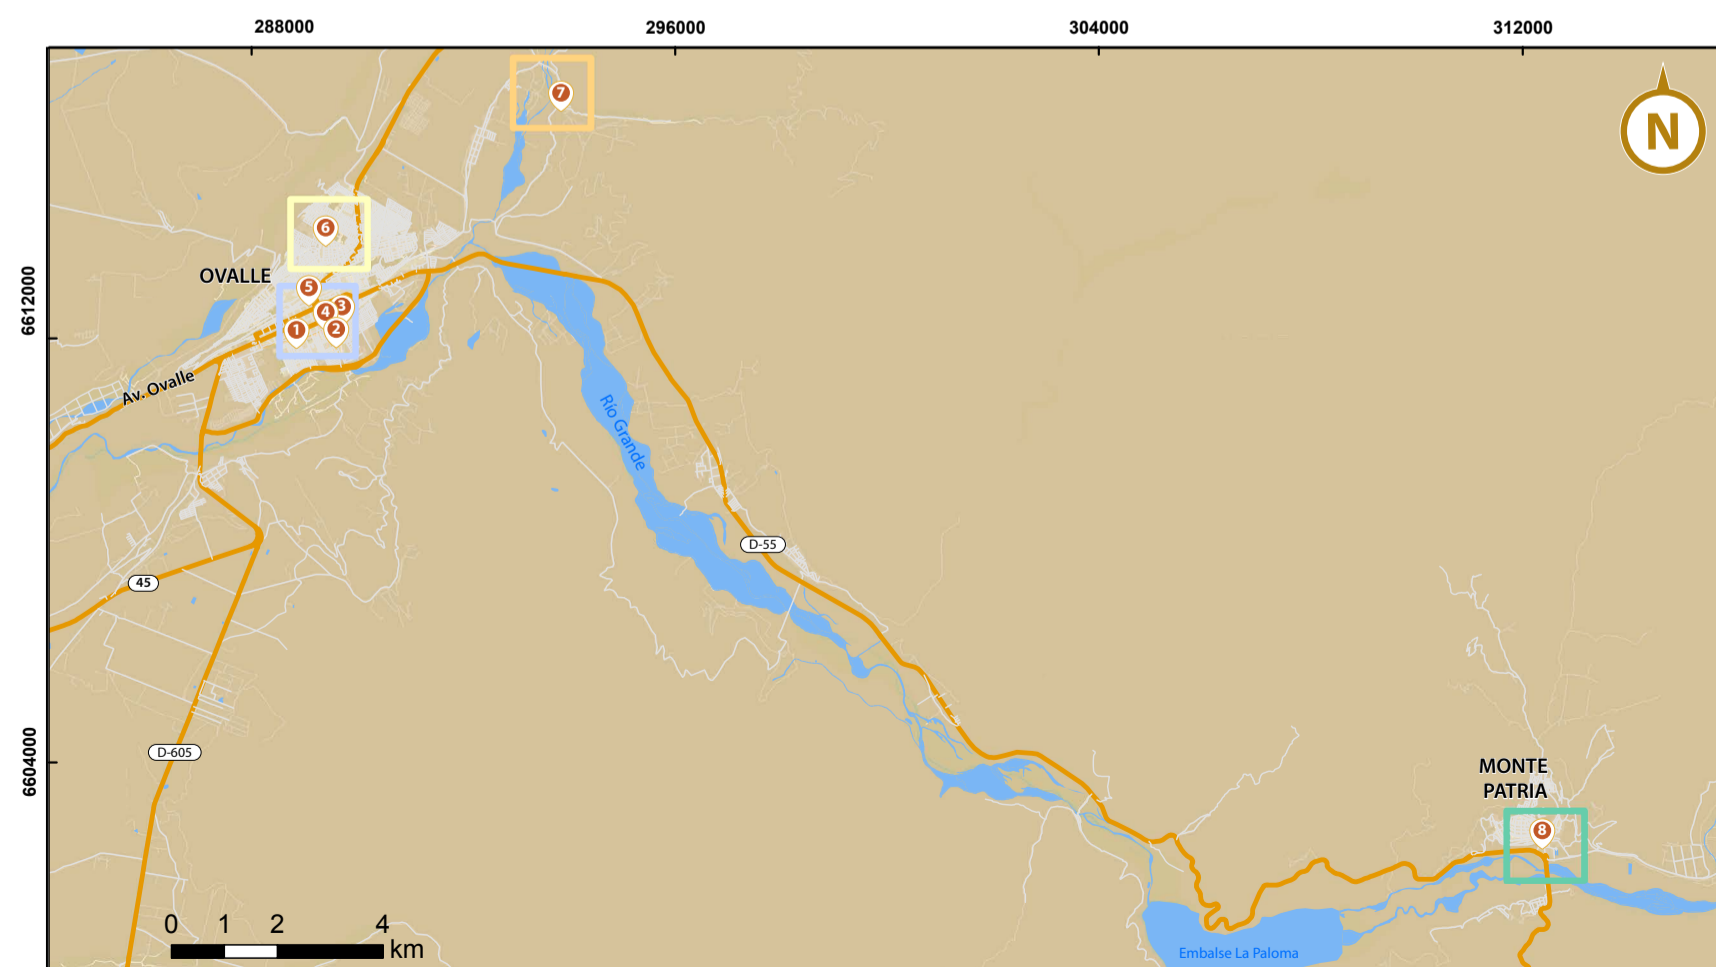 288000
296000
304000
312000
N
7
6
OVALLE
5
3
4
1
2
6612000
Av. Ovalle
Río Grande
D-55
45
D-605
6604000
MONTE
PATRIA
8
0 1 2 4
km
Embalse La Paloma